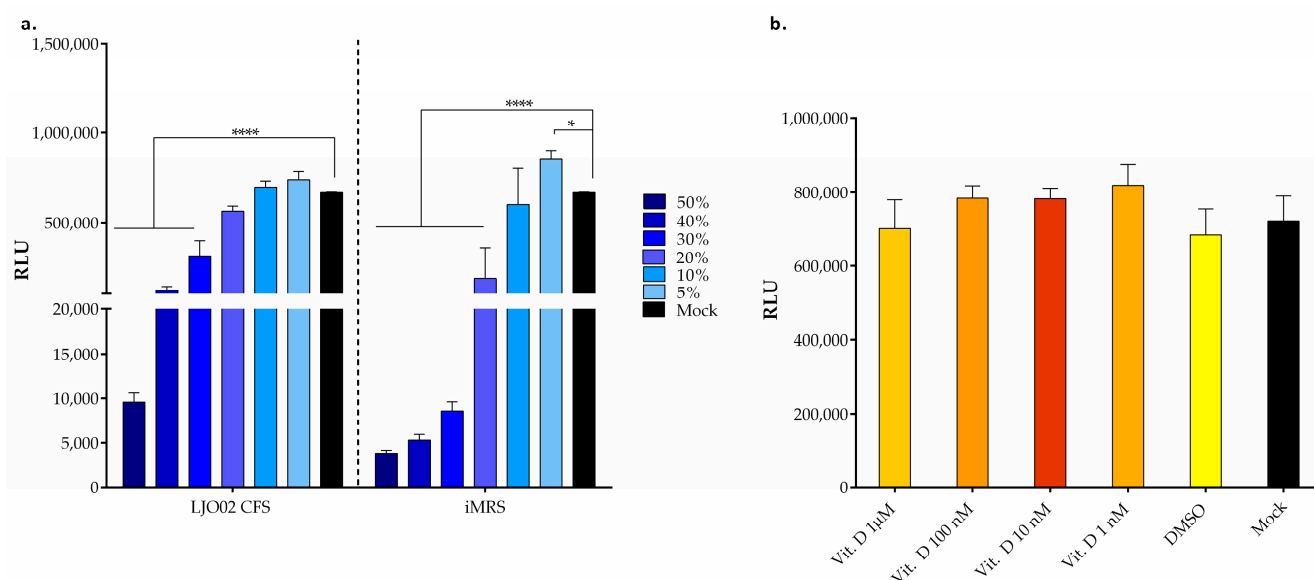 a.
1,500,000
1,000,000
500,000
20,000
15,000
10,000
5,000
0
RLU
****
****
*
LJO02 CFS
iMRS
50%
40%
30%
20%
10%
5%
Mock
b.
1,000,000
800,000
600,000
400,000
200,000
0
RLU
Vit. D 1µM
Vit. D 100 nM
Vit. D 10 nM
Vit. D 1 nM
DMSO
Mock